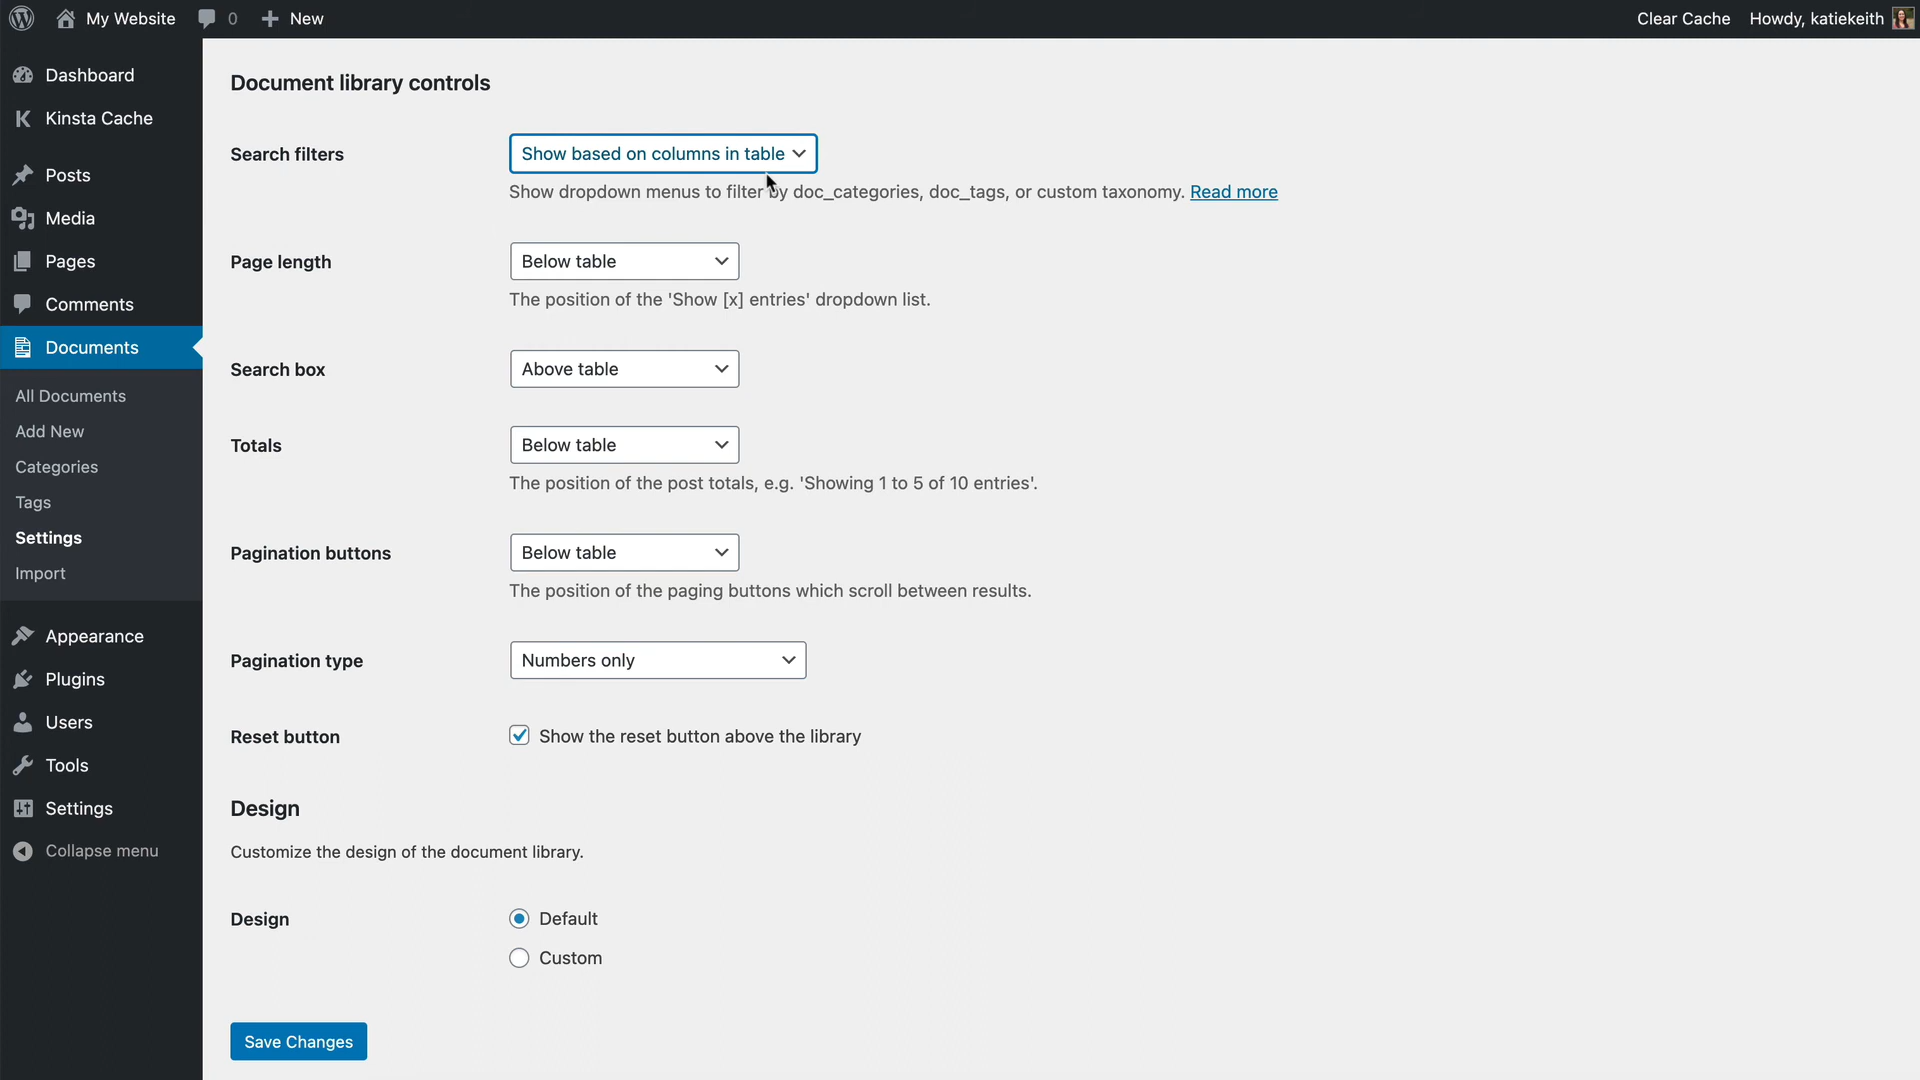 My Website
0
New
Clear Cache
Howdy, katiekeith
Dashboard
Kinsta Cache
Posts
Media
Pages
Comments
Documents
All Documents
Add New
Categories
Tags
Settings
Import
Appearance
Plugins
Users
Tools
Settings
Collapse menu
Document library controls
Search filters
Show based on columns in table
Show dropdown menus to filter by doc_categories, doc_tags, or custom taxonomy. Read more
Page length
Below table
The position of the 'Show [x] entries' dropdown list.
Search box
Above table
Totals
Below table
The position of the post totals, e.g. 'Showing 1 to 5 of 10 entries'.
Pagination buttons
Below table
The position of the paging buttons which scroll between results.
Pagination type
Numbers only
Reset button
Show the reset button above the library
Design
Customize the design of the document library.
Design
Default
Custom
Save Changes